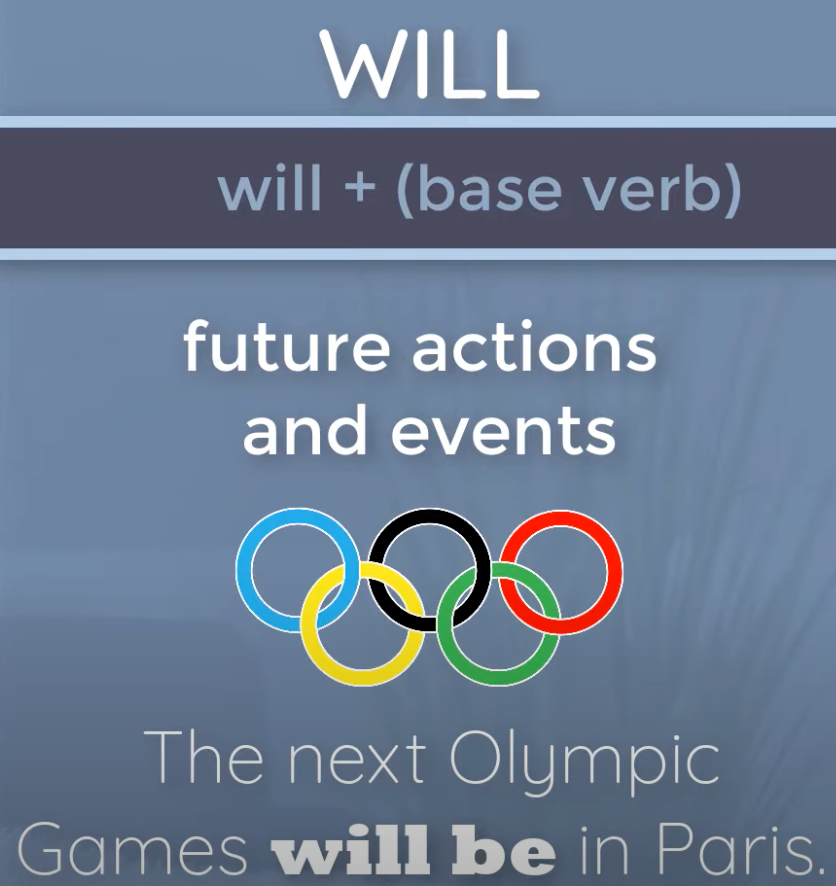 WILL
will + (base verb)
future actions
and events
The next Olympic
Games will be in Paris.